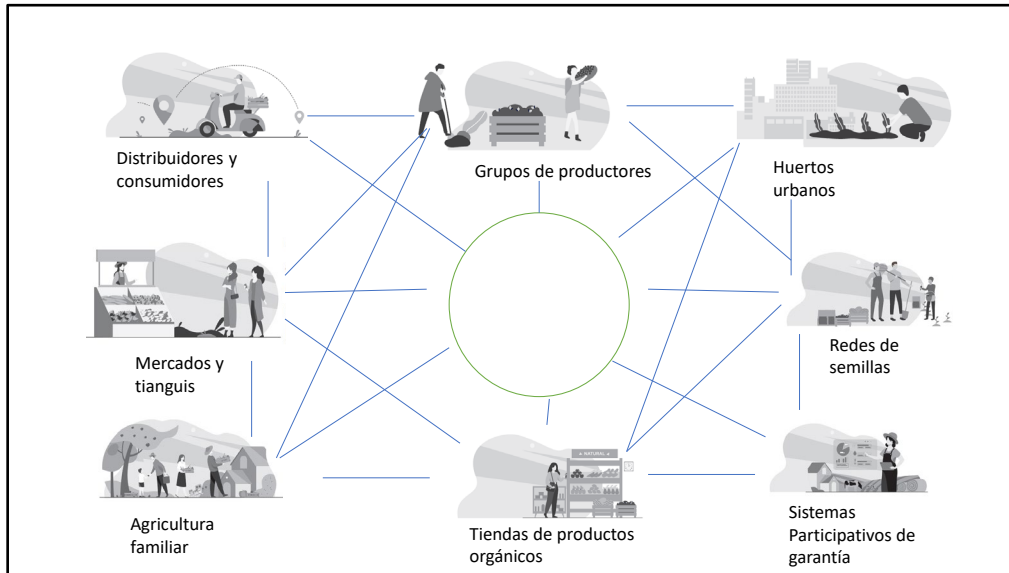 Distribuidores y
consumidores
Grupos de productores
Huertos
urbanos
Mercados y
tianguis
Redes de
semillas
Agricultura
familiar
NATURAL
Tiendas de productos
orgánicos
Sistemas
Participativos de
garantía